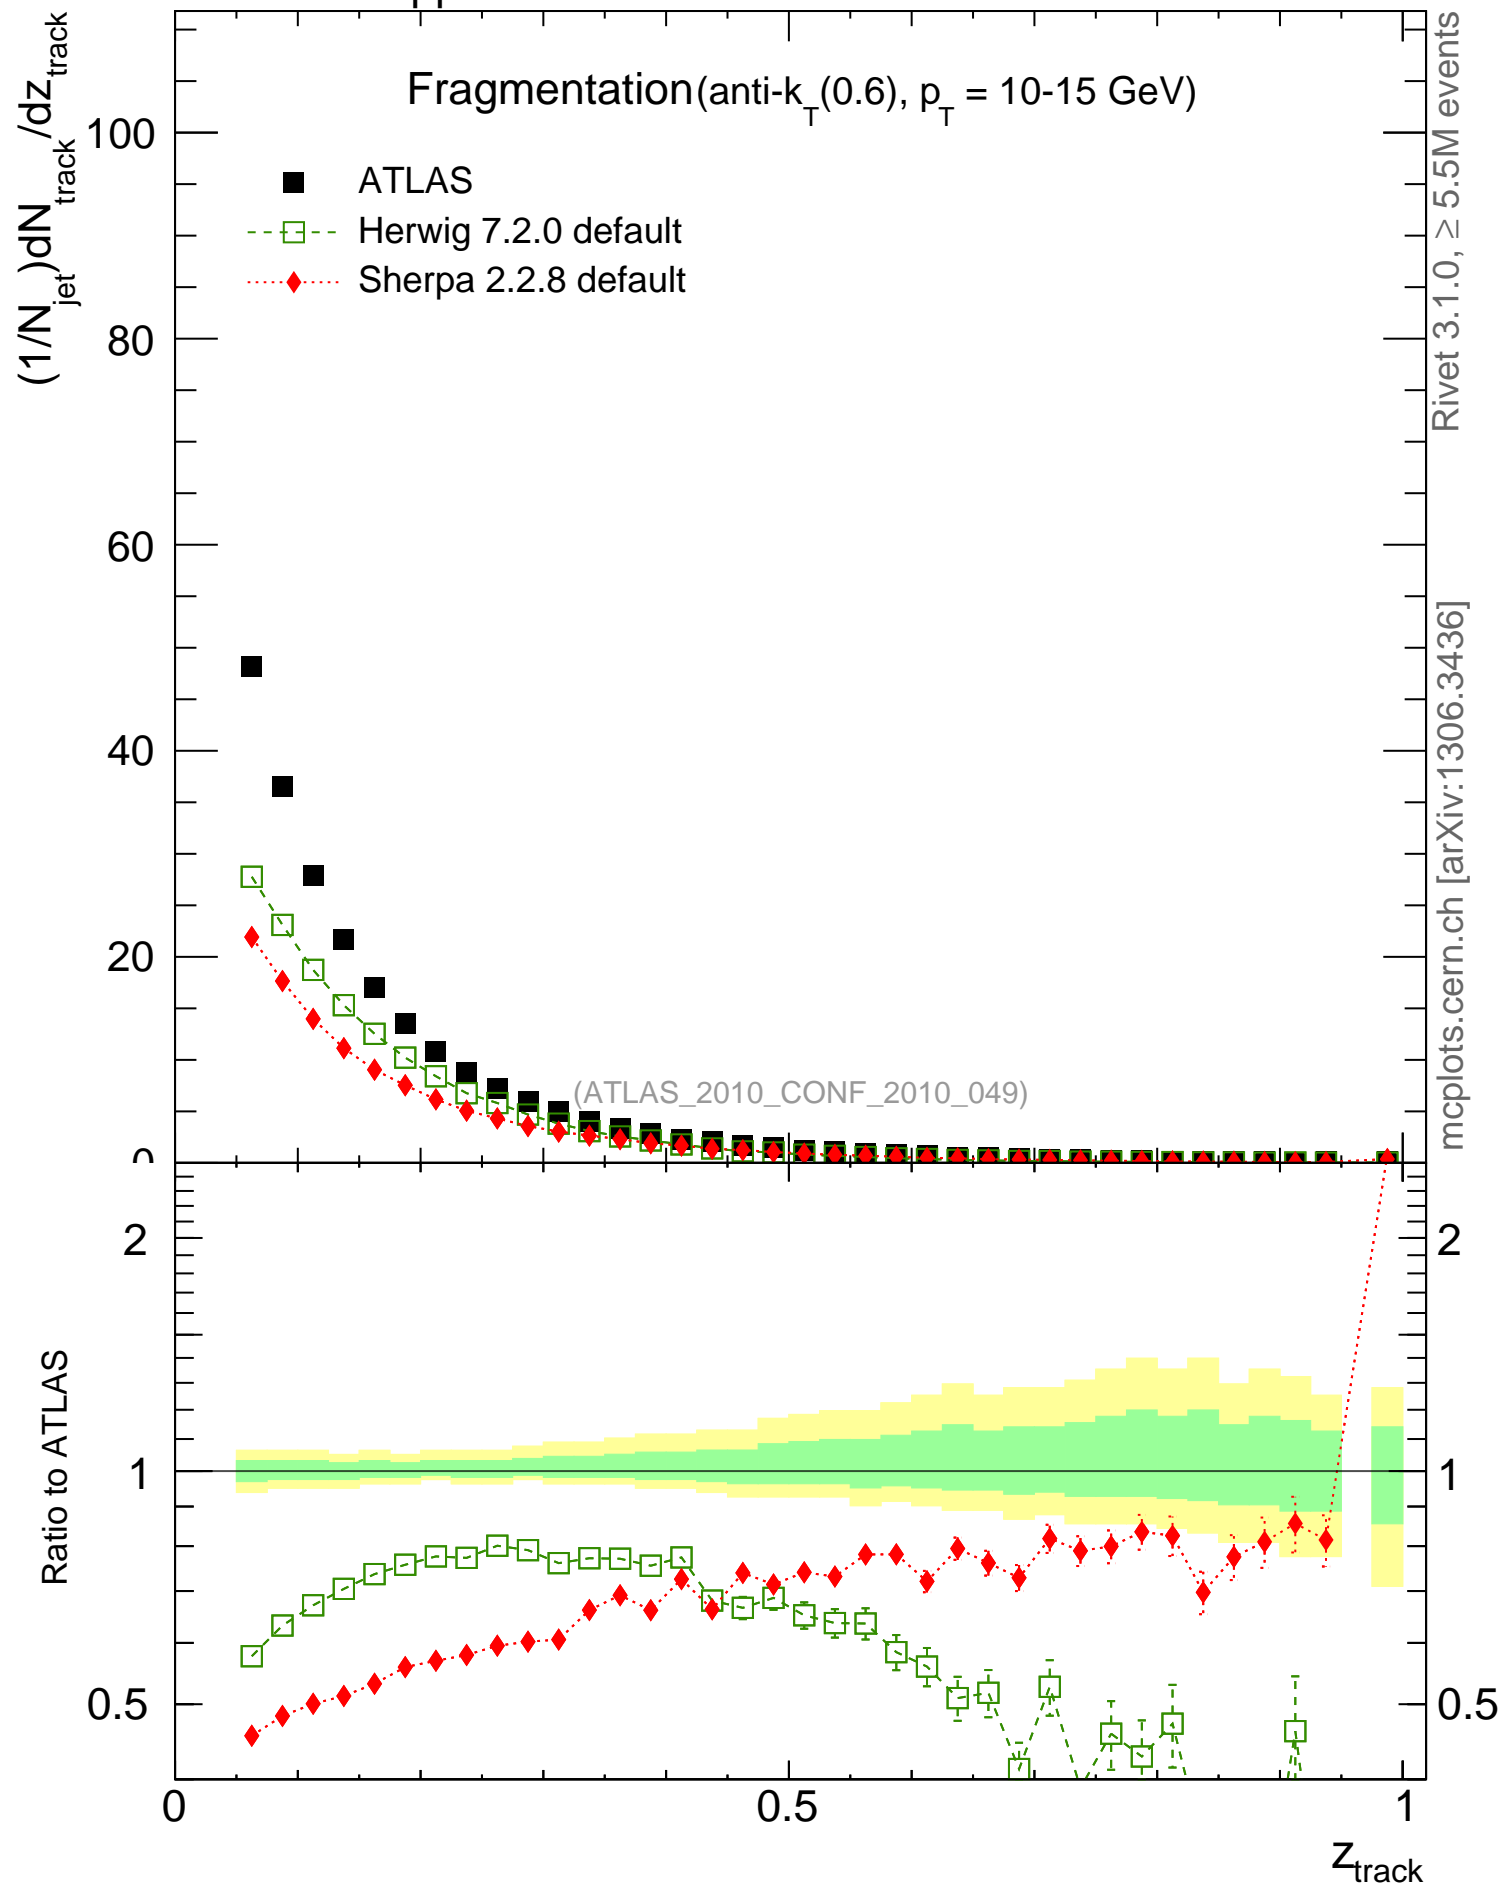 pp
(1/N_jet)dN_track/dz_track
Fragmentation (anti-k_T(0.6), p_T = 10-15 GeV)
ATLAS
Herwig 7.2.0 default
Sherpa 2.2.8 default
100
80
60
40
20
0
(ATLAS_2010_CONF_2010_049)
Rivet 3.1.0, ≥ 5.5M events
mcplots.cern.ch [arXiv:1306.3436]
Ratio to ATLAS
2
1
0.5
2
1
0.5
0
0.5
1
z_track